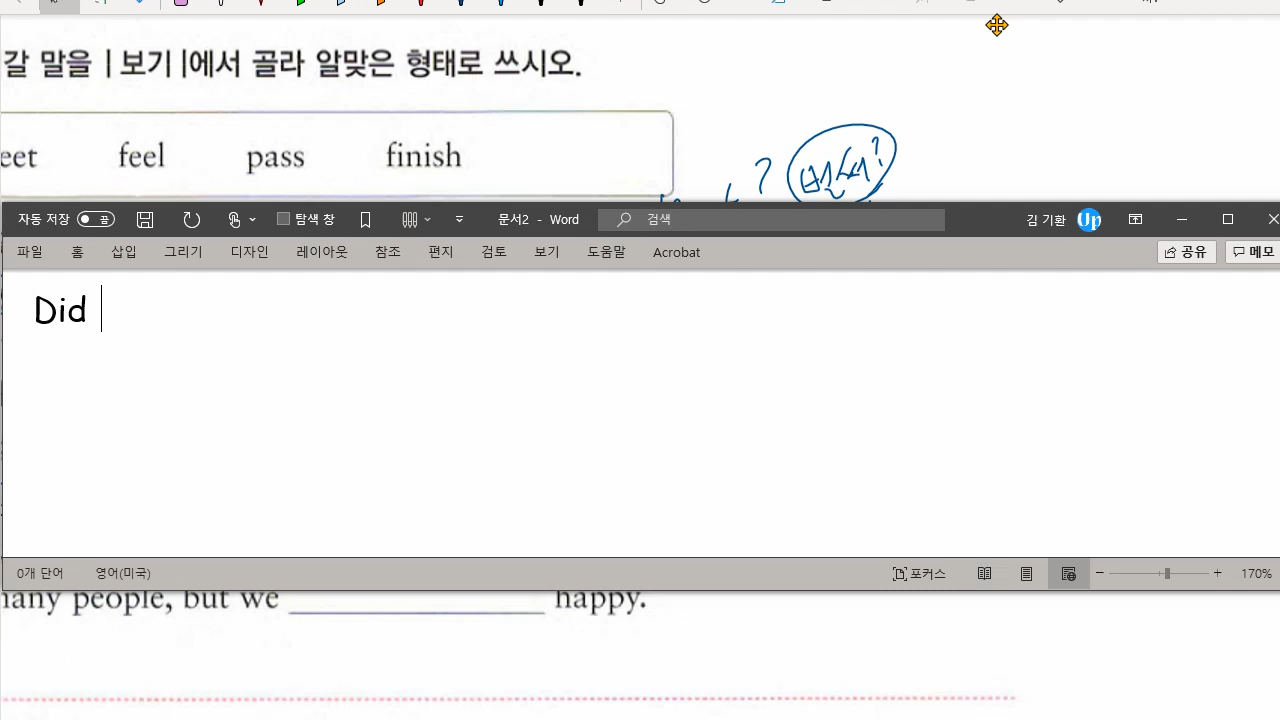 갈 말을 | 보기 |에서 골라 알맞은 형태로 쓰시오.
eet feel pass finish
? 벌써?
자동 저장 끔 탐색 창 문서2 - Word 검색 김 기환 Up
파일 홈 삽입 그리기 디자인 레이아웃 참조 편지 검토 보기 도움말 Acrobat 공유 메모
Did
0개 단어 영어(미국) 포커스 170%
many people, but we happy.